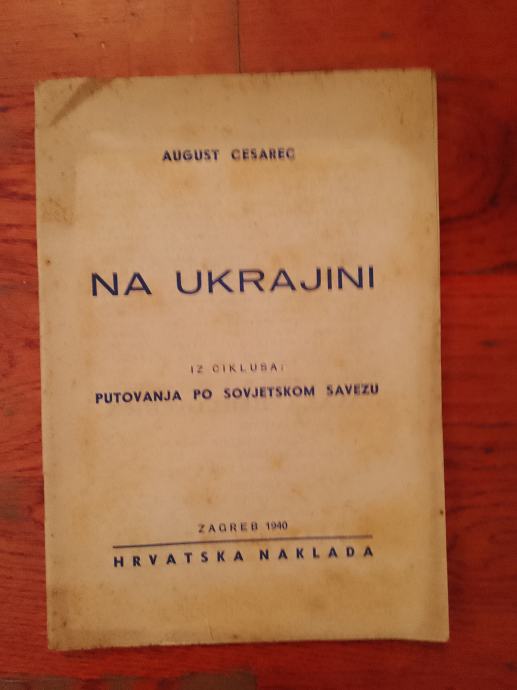 AUGUST CESAREC
NA UKRAJINI
IZ CIKLUSA:
PUTOVANJA PO SOVJETSKOM SAVEZU
ZAGREB 1940
HRVATSKA NAKLADA